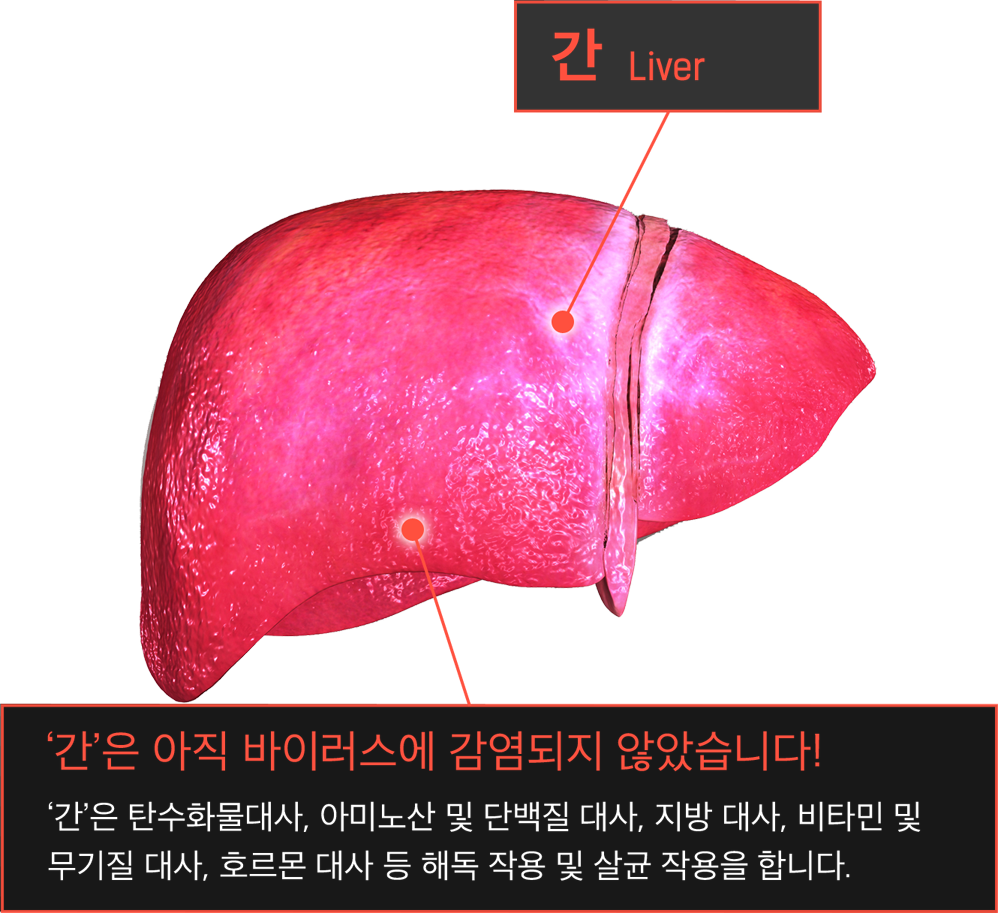 간 Liver
‘간’은 아직 바이러스에 감염되지 않았습니다!
‘간’은 탄수화물대사, 아미노산 및 단백질 대사, 지방 대사, 비타민 및
무기질 대사, 호르몬 대사 등 해독 작용 및 살균 작용을 합니다.